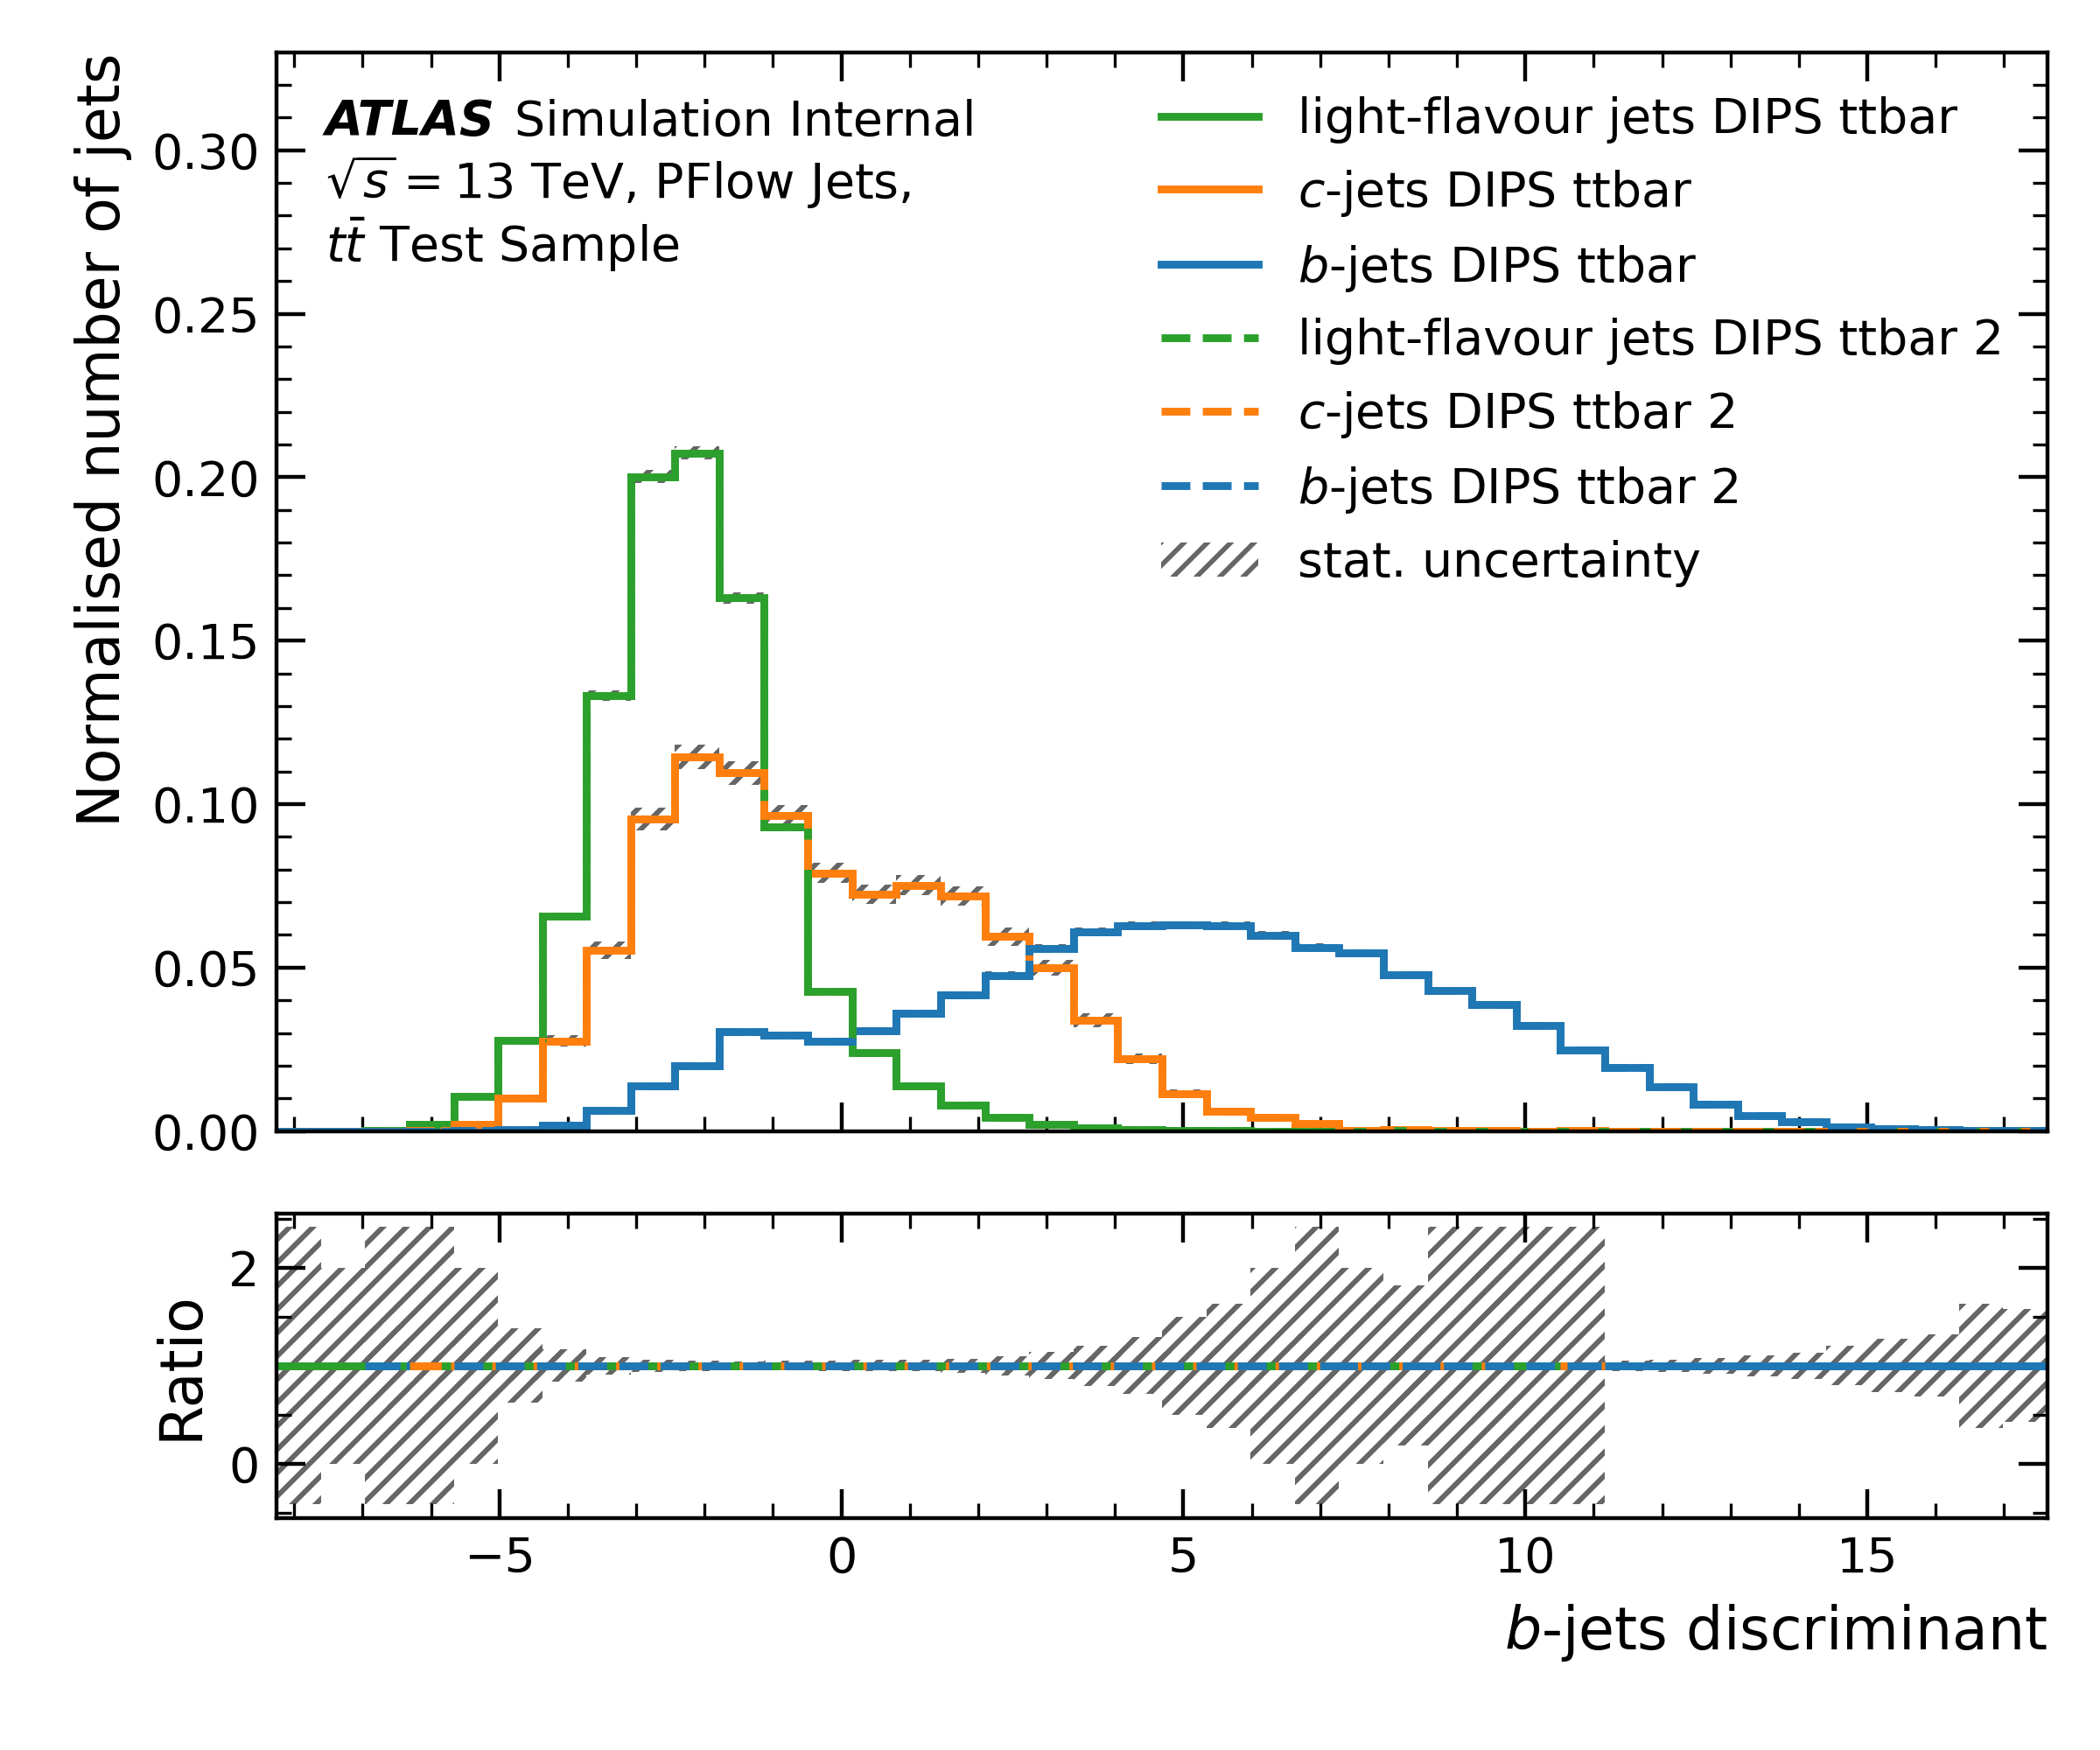 ATLAS Simulation Internal
√s = 13 TeV, PFlow Jets,
tt̄ Test Sample
light-flavour jets DIPS ttbar
c-jets DIPS ttbar
b-jets DIPS ttbar
light-flavour jets DIPS ttbar 2
c-jets DIPS ttbar 2
b-jets DIPS ttbar 2
stat. uncertainty
Normalised number of jets
0.30
0.25
0.20
0.15
0.10
0.05
0.00
Ratio
2
0
−5 0 5 10 15
b-jets discriminant